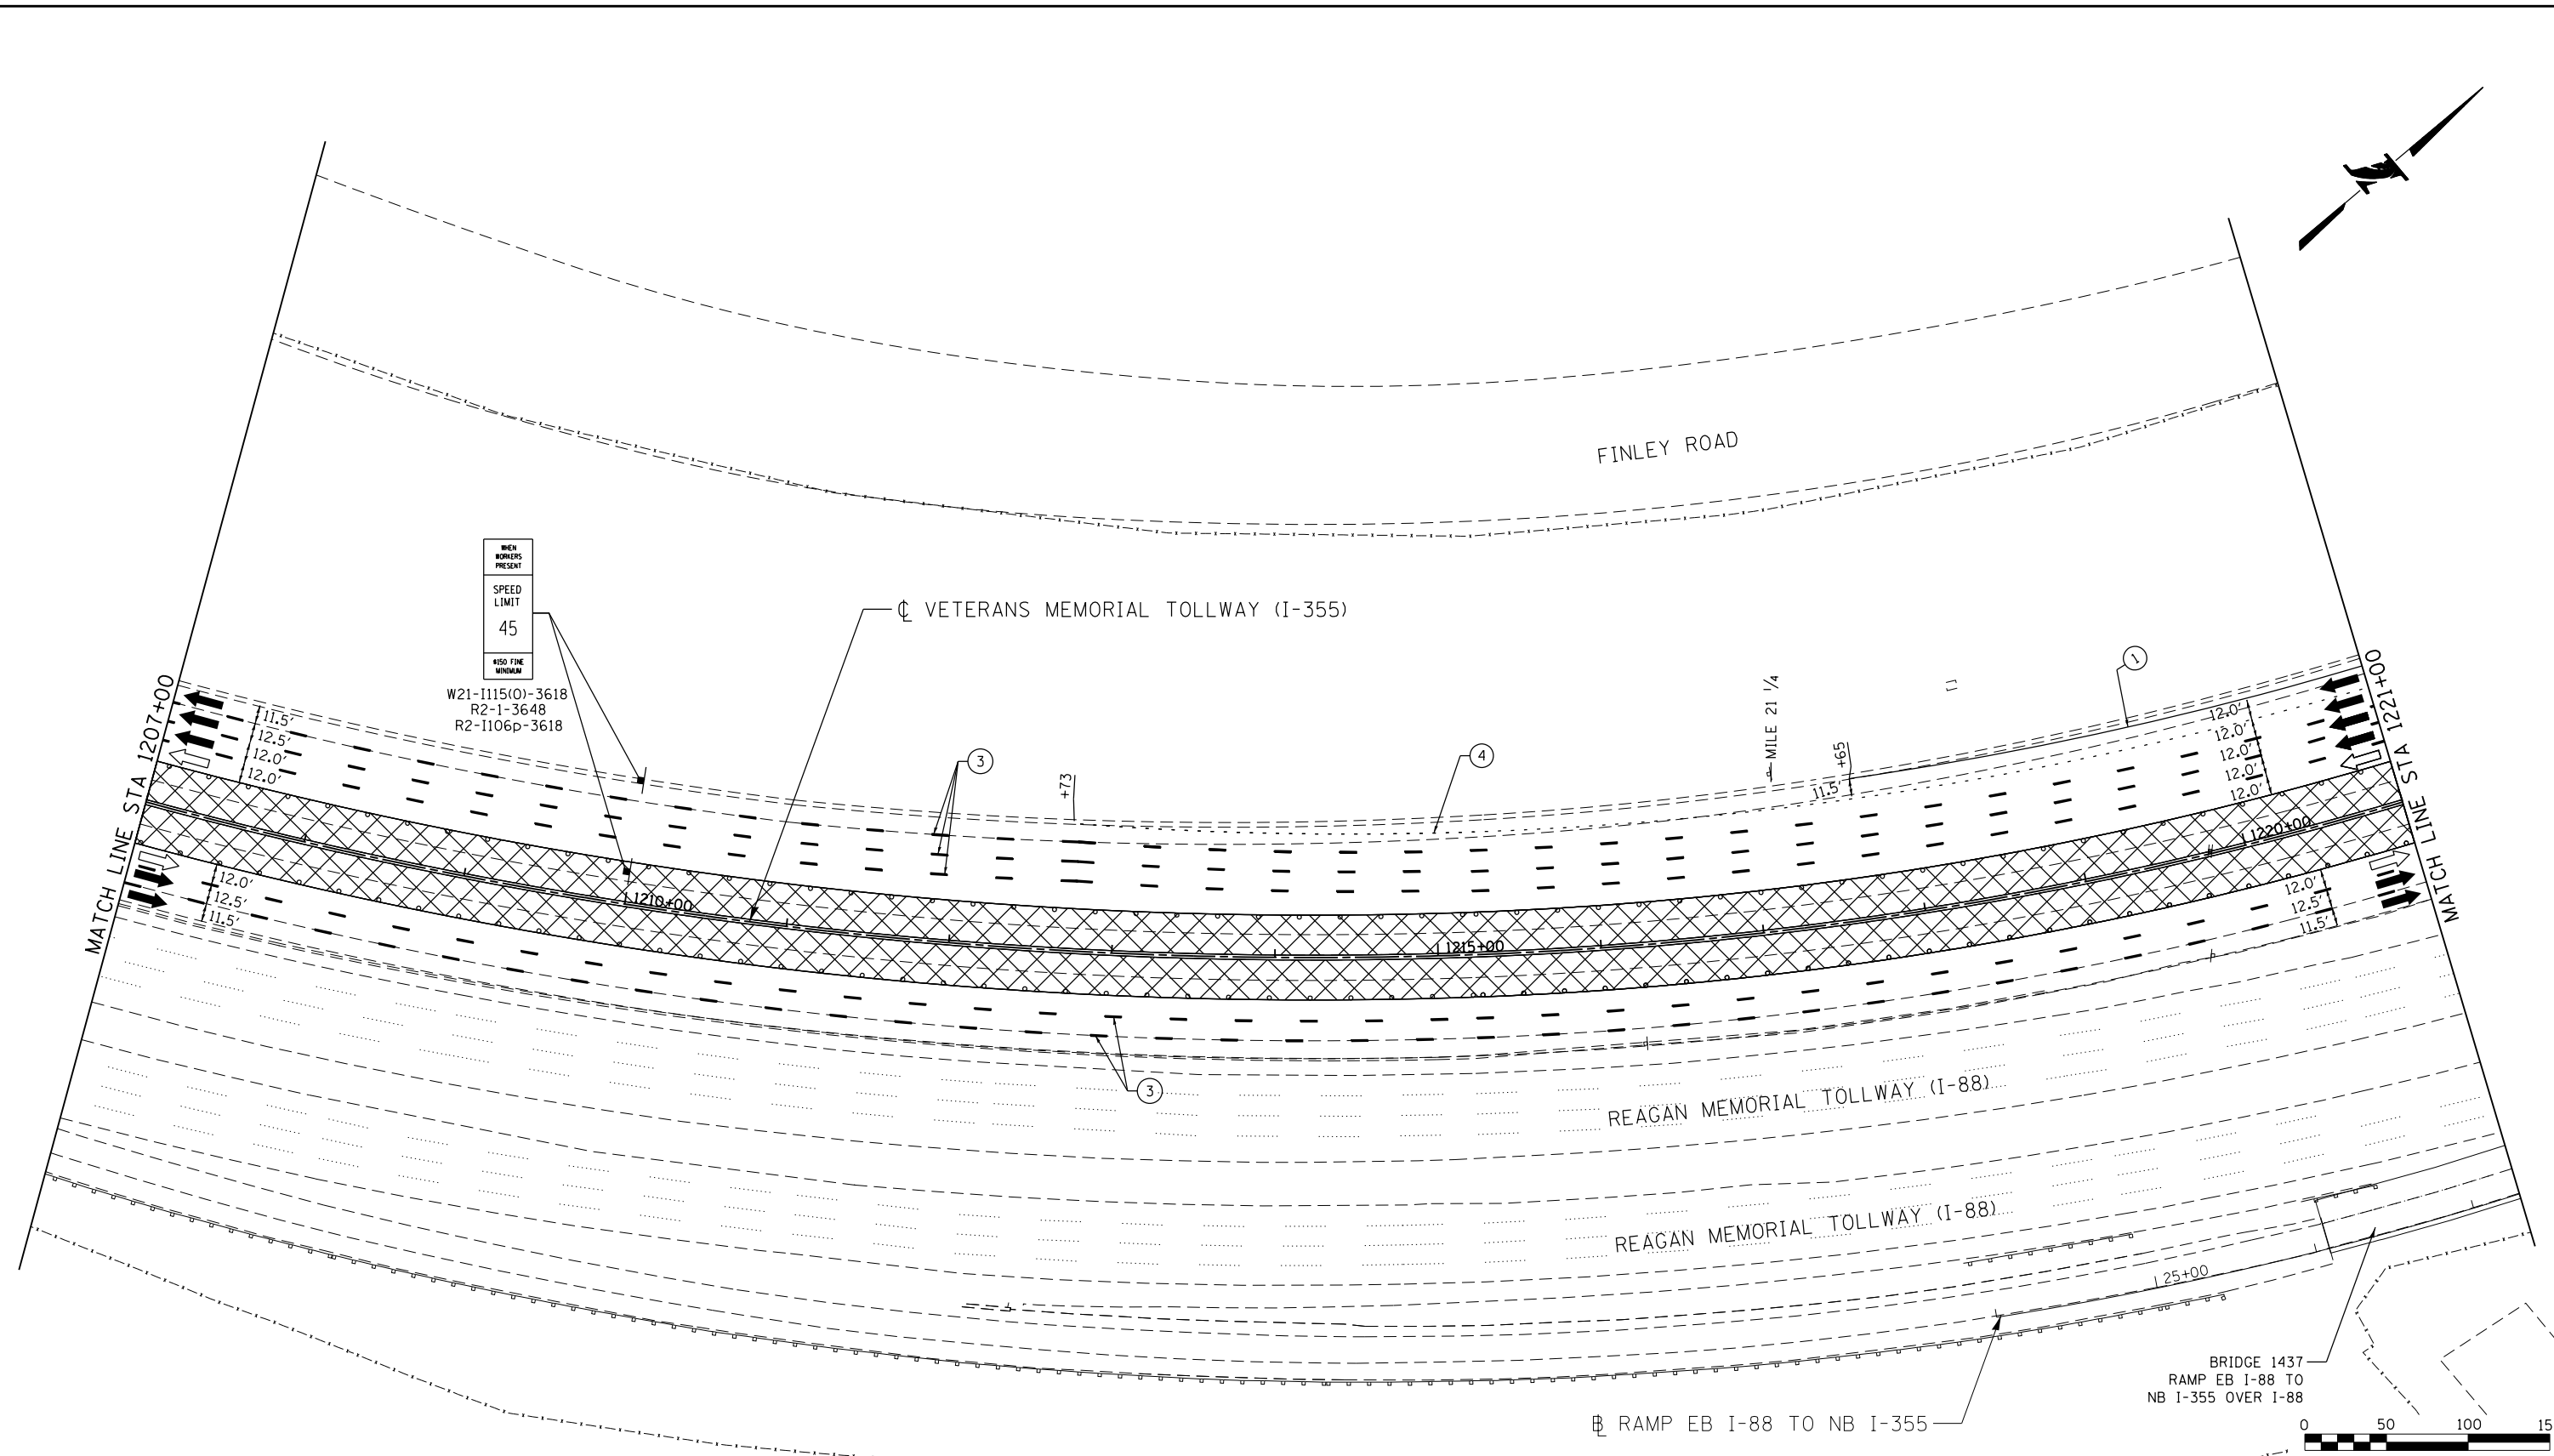 FINLEY ROAD
WHEN
WORKERS
PRESENT
SPEED
LIMIT
45
$150 FINE
MINIMUM
W21-I115(O)-3618
R2-1-3648
R2-I106p-3618
℄ VETERANS MEMORIAL TOLLWAY (I-355)
MATCH LINE STA 1207+00
11.5'
12.5'
12.0'
12.0'
12.0'
12.5'
11.5'
3
+73
4
MILE 21 ¼
+65
11.5'
1
12.0'
12.0'
12.0'
12.0'
12.0'
MATCH LINE STA 1221+00
1210+00
1215+00
1220+00
12.0'
12.5'
11.5'
3
REAGAN MEMORIAL TOLLWAY (I-88)
REAGAN MEMORIAL TOLLWAY (I-88)
25+00
BRIDGE 1437
RAMP EB I-88 TO
NB I-355 OVER I-88
RAMP EB I-88 TO NB I-355
0 50 100 15